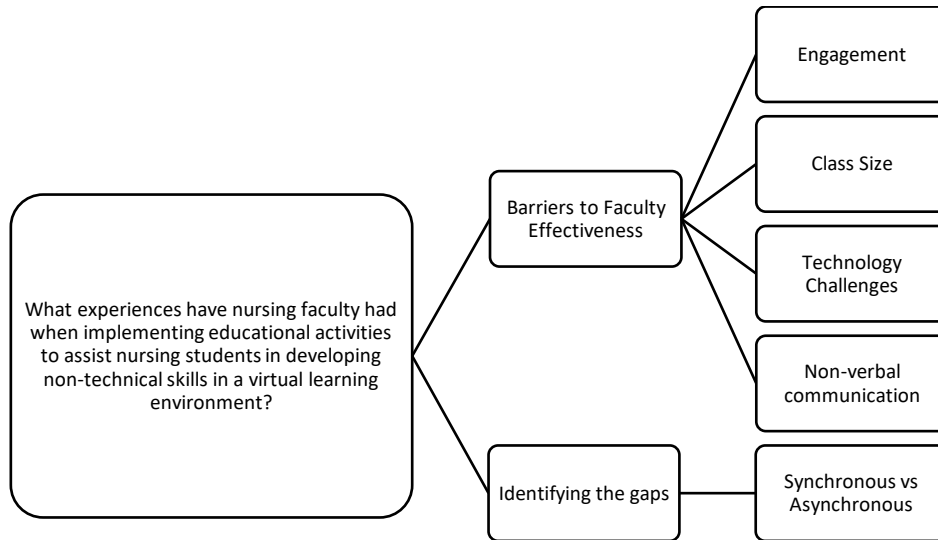 What experiences have nursing faculty had
when implementing educational activities
to assist nursing students in developing
non-technical skills in a virtual learning
environment?
Barriers to Faculty
Effectiveness
Engagement
Class Size
Technology
Challenges
Non-verbal
communication
Identifying the gaps
Synchronous vs
Asynchronous